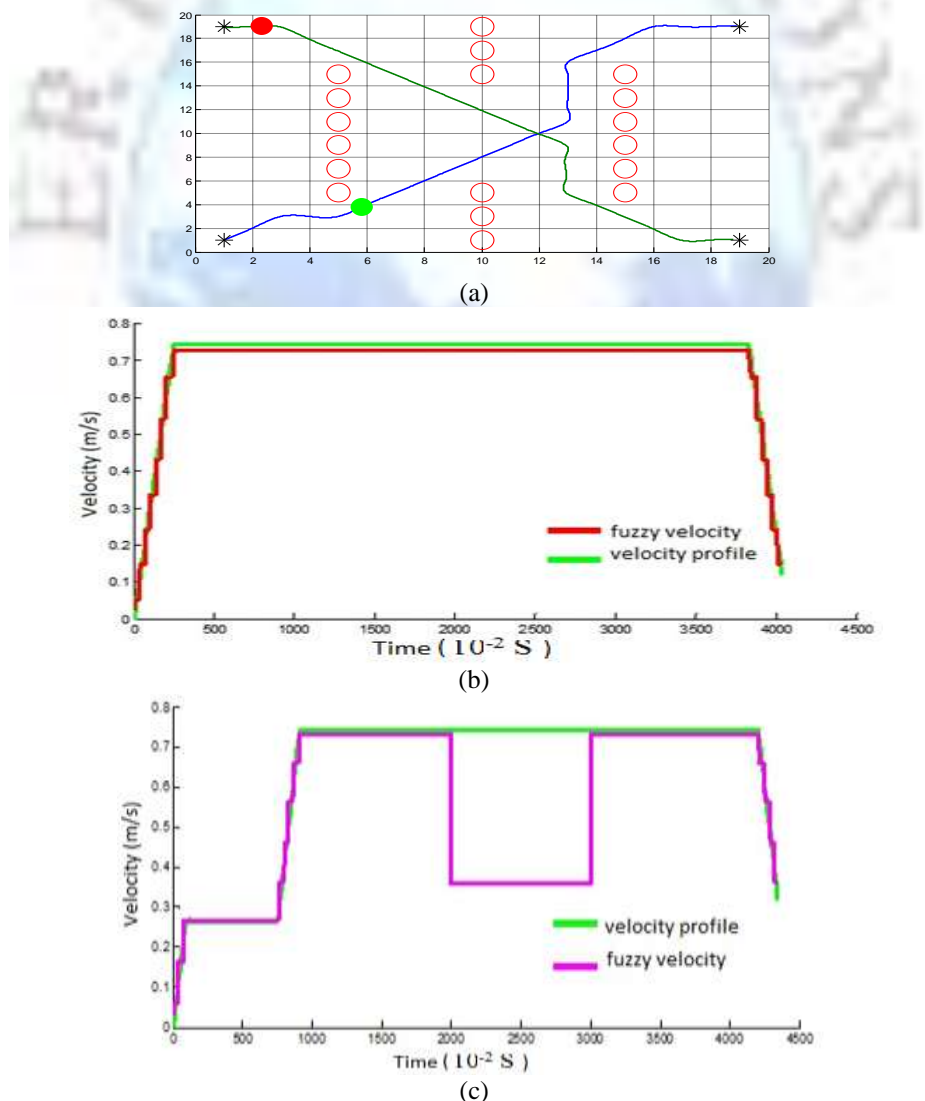 20
18
16
14
12
10
8
6
4
2
0
0 2 4 6 8 10 12 14 16 18 20
(a)
0.8
0.7
0.6
0.5
0.4
0.3
0.2
0.1
0
Velocity (m/s)
fuzzy velocity
velocity profile
0 500 1000 1500 2000 2500 3000 3500 4000 4500
Time ( 10-2 S )
(b)
0.8
0.7
0.6
0.5
0.4
0.3
0.2
0.1
0
Velocity (m/s)
velocity profile
fuzzy velocity
0 500 1000 1500 2000 2500 3000 3500 4000 4500
Time ( 10-2 S )
(c)